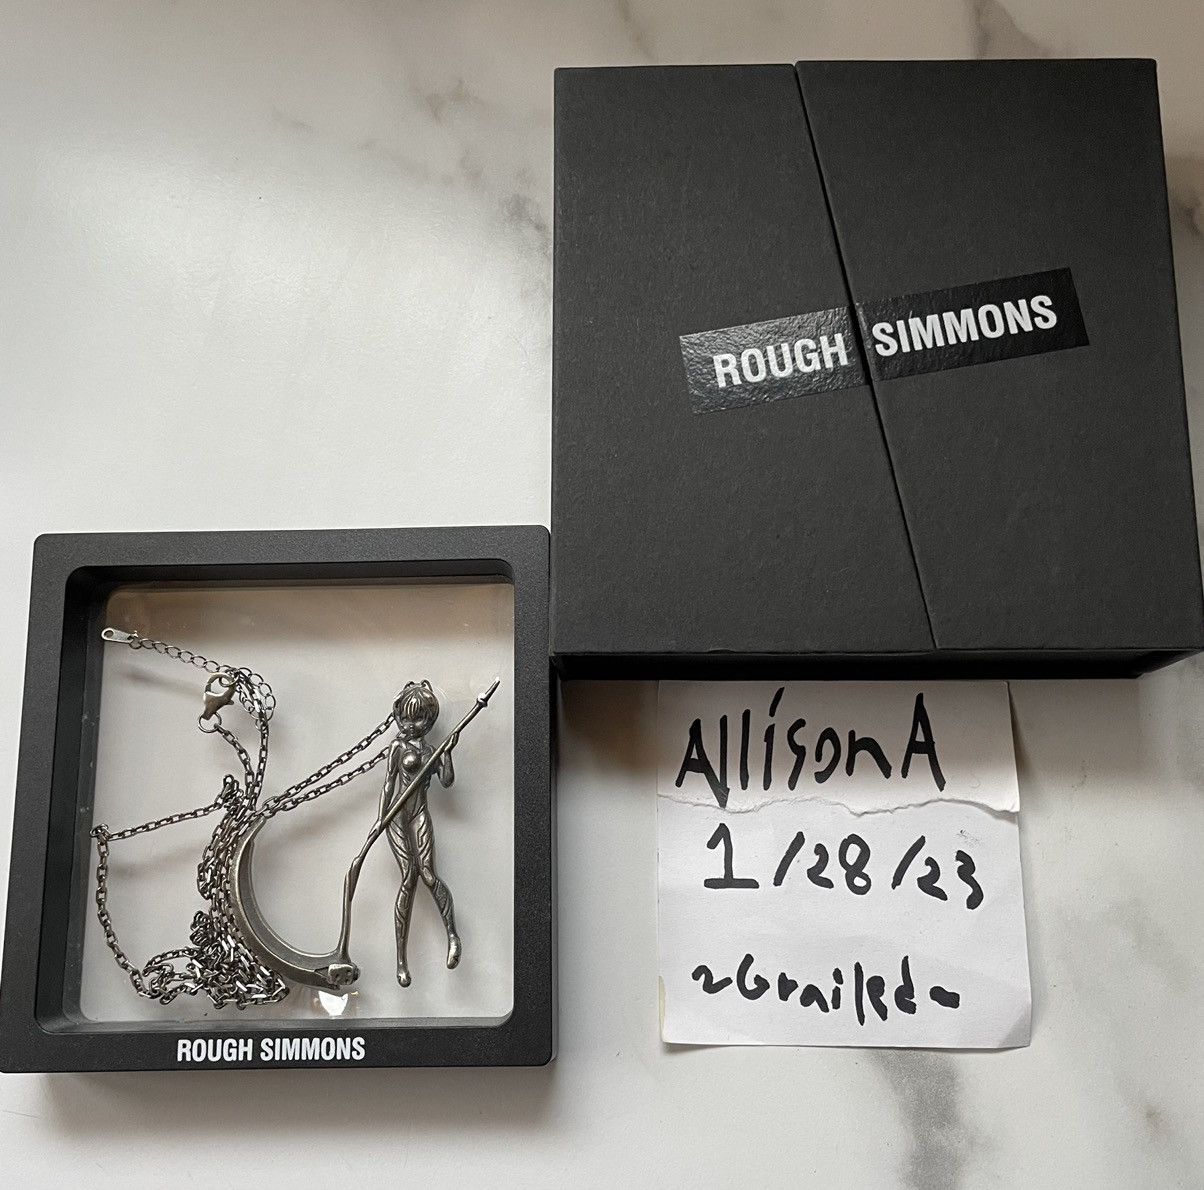 ROUGH SIMMONS
AllisonA
1/28/23
~Grailed~
ROUGH SIMMONS